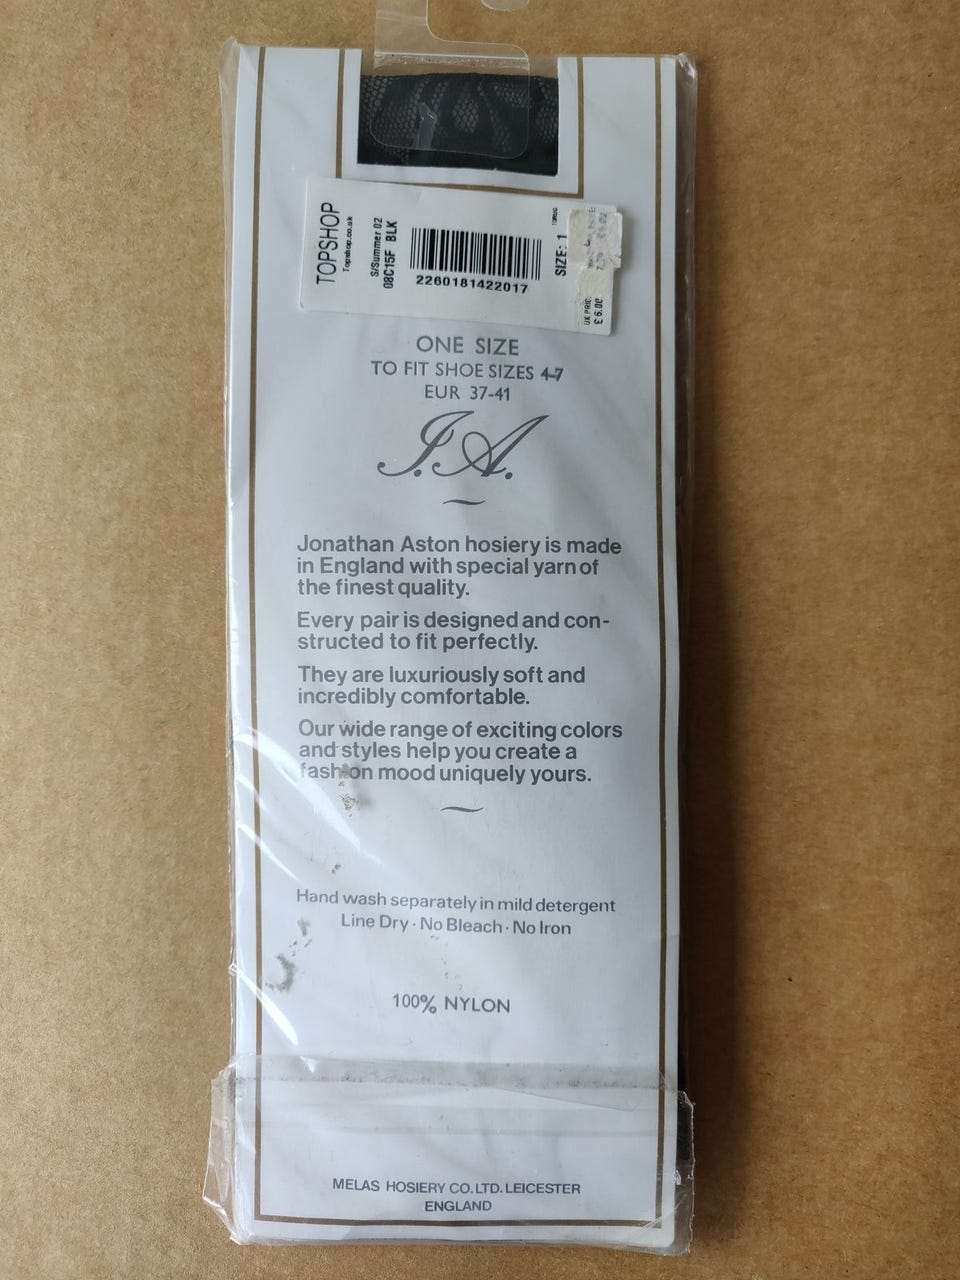 TOPSHOP
Topshop.co.uk
S/Summer 02
08C15F BLK
2260181422017
SIZE: 1
£ 6.00
ONE SIZE
TO FIT SHOE SIZES 4-7
EUR 37-41
J.A.
Jonathan Aston hosiery is made
in England with special yarn of
the finest quality.
Every pair is designed and con-
structed to fit perfectly.
They are luxuriously soft and
incredibly comfortable.
Our wide range of exciting colors
and styles help you create a
fashion mood uniquely yours.
Hand wash separately in mild detergent
Line Dry · No Bleach · No Iron
100% NYLON
MELAS HOSIERY CO. LTD. LEICESTER
ENGLAND